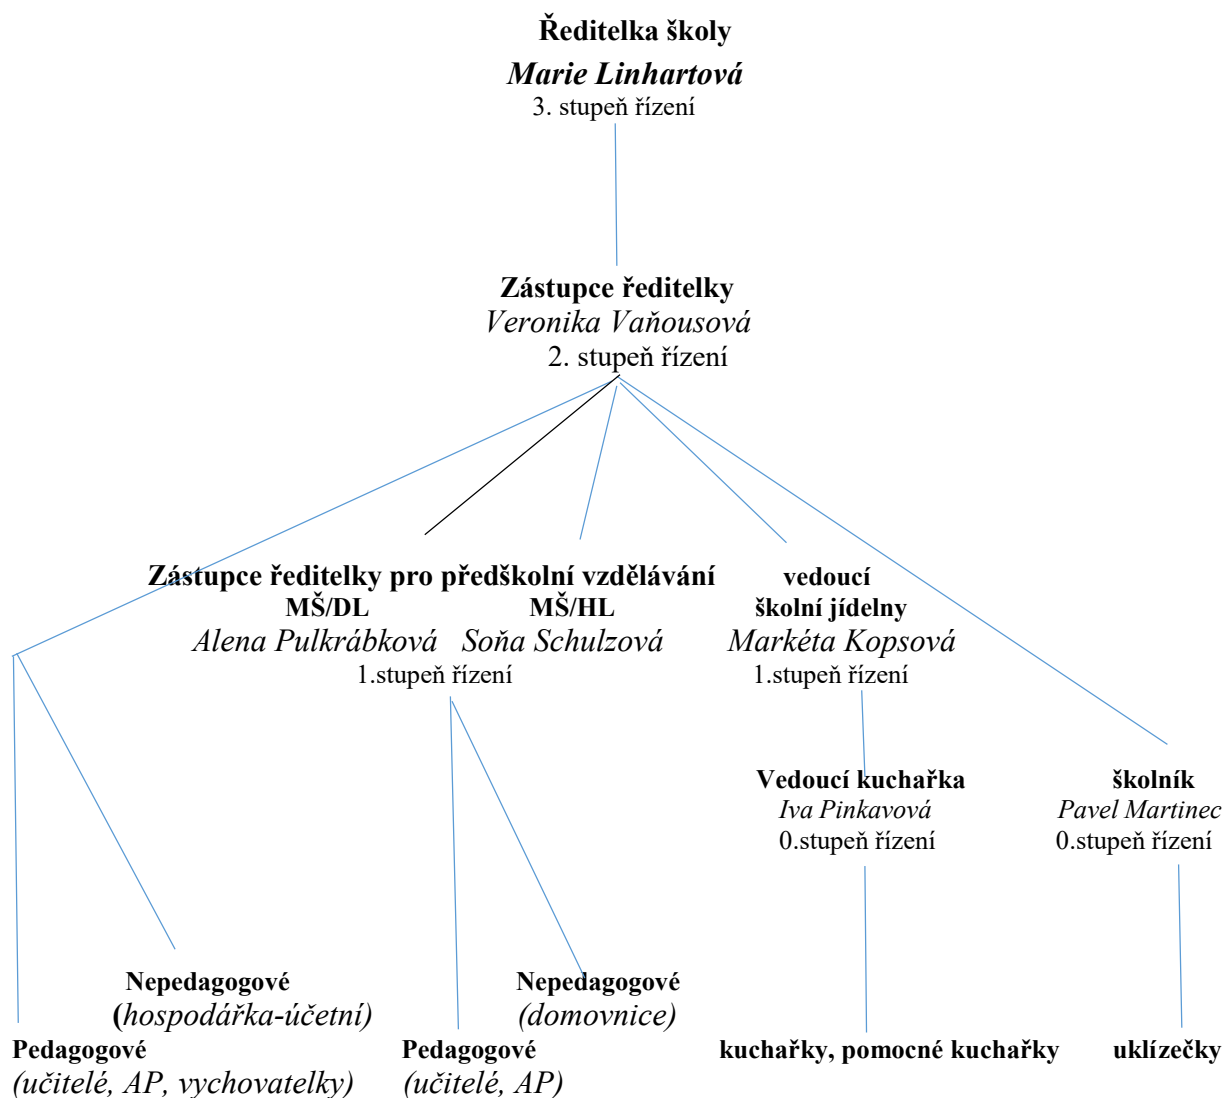 Ředitelka školy
Marie Linhartová
3. stupeň řízení
Zástupce ředitelky
Veronika Vaňousová
2. stupeň řízení
Zástupce ředitelky pro předškolní vzdělávání
MŠ/DL MŠ/HL
Alena Pulkrábková Soňa Schulzová
1.stupeň řízení
vedoucí
školní jídelny
Markéta Kopsová
1.stupeň řízení
Vedoucí kuchařka
Iva Pinkavová
0.stupeň řízení
školník
Pavel Martinec
0.stupeň řízení
Nepedagogové
(hospodářka-účetní)
Nepedagogové
(domovnice)
Pedagogové
(učitelé, AP, vychovatelky)
Pedagogové
(učitelé, AP)
kuchařky, pomocné kuchařky
uklízečky